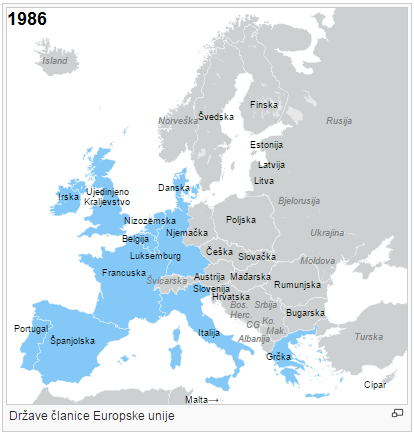 1986
Island
Finska
Norveška
Švedska
Rusija
Estonija
Latvija
Litva
Danska
Irska
Ujedinjeno
Kraljevstvo
Bjelorusija
Nizozemska
Poljska
Njemačka
Belgija
Ukrajina
Češka
Luksemburg
Slovačka
Moldova
Francuska
Austrija
Mađarska
Švicarska
Slovenija
Rumunjska
Hrvatska
Bos.
Herc.
Srbija
Bugarska
CG
Ko.
Mak.
Portugal
Italija
Albanija
Turska
Španjolska
Grčka
Cipar
Malta→
Države članice Europske unije